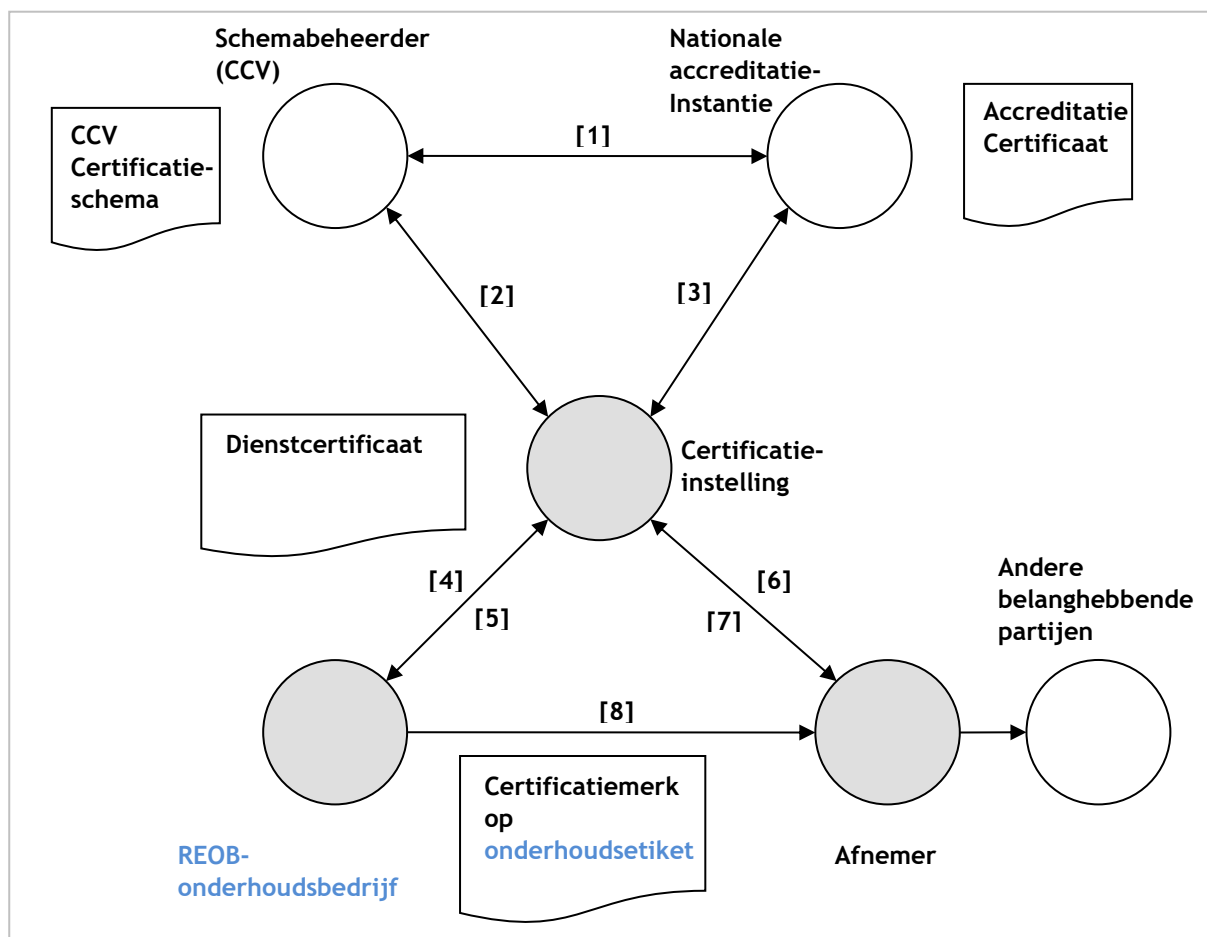 Schemabeheerder
(CCV)
Nationale
accreditatie-
Instantie
CCV
Certificatie-
schema
[1]
Accreditatie
Certificaat
[2]
[3]
Dienstcertificaat
Certificatie-
instelling
[4]
[5]
[6]
[7]
Andere
belanghebbende
partijen
[8]
REOB-
onderhoudsbedrijf
Certificatiemerk
op
onderhoudsetiket
Afnemer